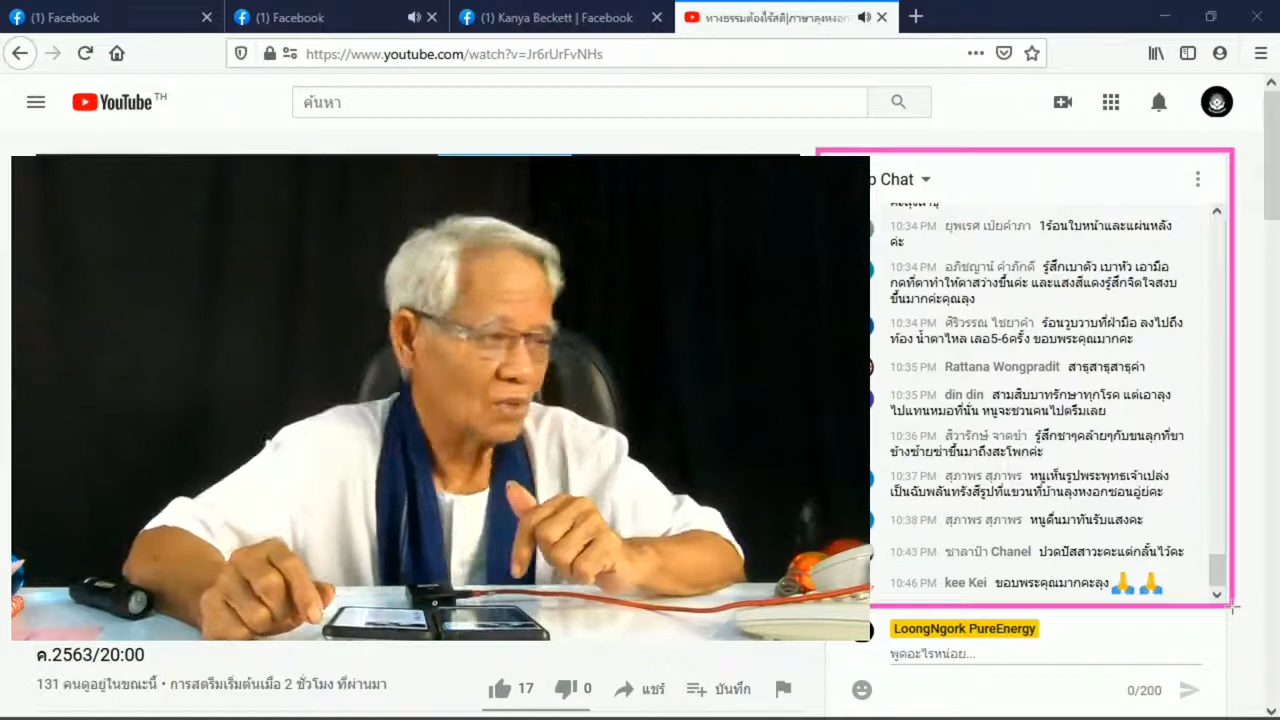 (1) Facebook
(1) Facebook
(1) Kanya Beckett | Facebook
ทางธรรมต้องไร้สติ|ภาษาลุงหงอก
https://www.youtube.com/watch?v=Jr6rUrFvNHs
YouTube TH
ค้นหา
p Chat
10:34 PM ยุพเรศ เปียคำภา 1ร้อนใบหน้าและแผ่นหลัง
ค่ะ
10:34 PM อภิชญาน์ คำภักดี รู้สึกเบาตัว เบาหัว เอามือ
กดที่ตาทำให้ตาสว่างขึ้นค่ะ และแสงสีแดงรู้สึกจิตใจสงบ
ขึ้นมากค่ะคุณลุง
10:34 PM ศิริวรรณ ไชยาคำ ร้อนวูบวาบที่ฝ่ามือ ลงไปถึง
ท้อง น้ำตาไหล เลอ5-6ครั้ง ขอบพระคุณมากคะ
10:35 PM Rattana Wongpradit สาธุสาธุสาธุค่า
10:35 PM din din สามสิบบาทรักษาทุกโรค แต่เอาลุง
ไปแทนหมอที่นั่น หนูจะชวนคนไปตรึมเลย
10:36 PM สิวารักษ์ จาดขำ รู้สึกชาๆคล้ายๆกับขนลุกที่ขา
ข้างซ้ายซ่าขึ้นมาถึงสะโพกค่ะ
10:37 PM สุภาพร สุภาพร หนูเห็นรูปพระพุทธเจ้าเปล่ง
เป็นฉับพลันทรังสีรูปที่แขวนที่บ้านลุงหงอกซอนอู่ย่คะ
10:38 PM สุภาพร สุภาพร หนูตื่นมาทันรับแสงคะ
10:43 PM ชาลาป้า Chanel ปวดปัสสาวะคะแต่กลั้นไว้คะ
10:46 PM kee Kei ขอบพระคุณมากคะลุง
LoongNgork PureEnergy
พูดอะไรหน่อย...
0/200
ค.2563/20:00
131 คนดูอยู่ในขณะนี้ • การสตรีมเริ่มต้นเมื่อ 2 ชั่วโมง ที่ผ่านมา
17 0 แชร์ บันทึก